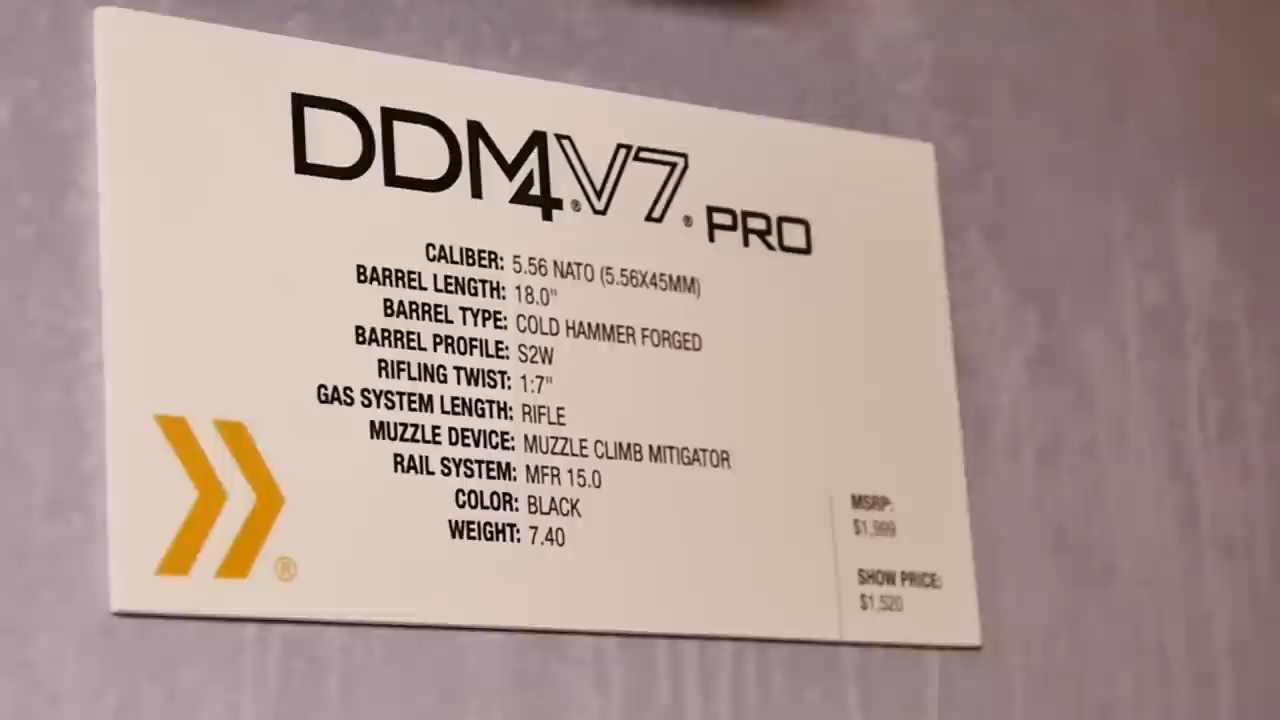 DDM4® V7® PRO
CALIBER: 5.56 NATO (5.56X45MM)
BARREL LENGTH: 18.0"
BARREL TYPE: COLD HAMMER FORGED
BARREL PROFILE: S2W
RIFLING TWIST: 1:7"
GAS SYSTEM LENGTH: RIFLE
MUZZLE DEVICE: MUZZLE CLIMB MITIGATOR
RAIL SYSTEM: MFR 15.0
COLOR: BLACK
WEIGHT: 7.40
®
MSRP:
$1,999
SHOW PRICE:
$1,520